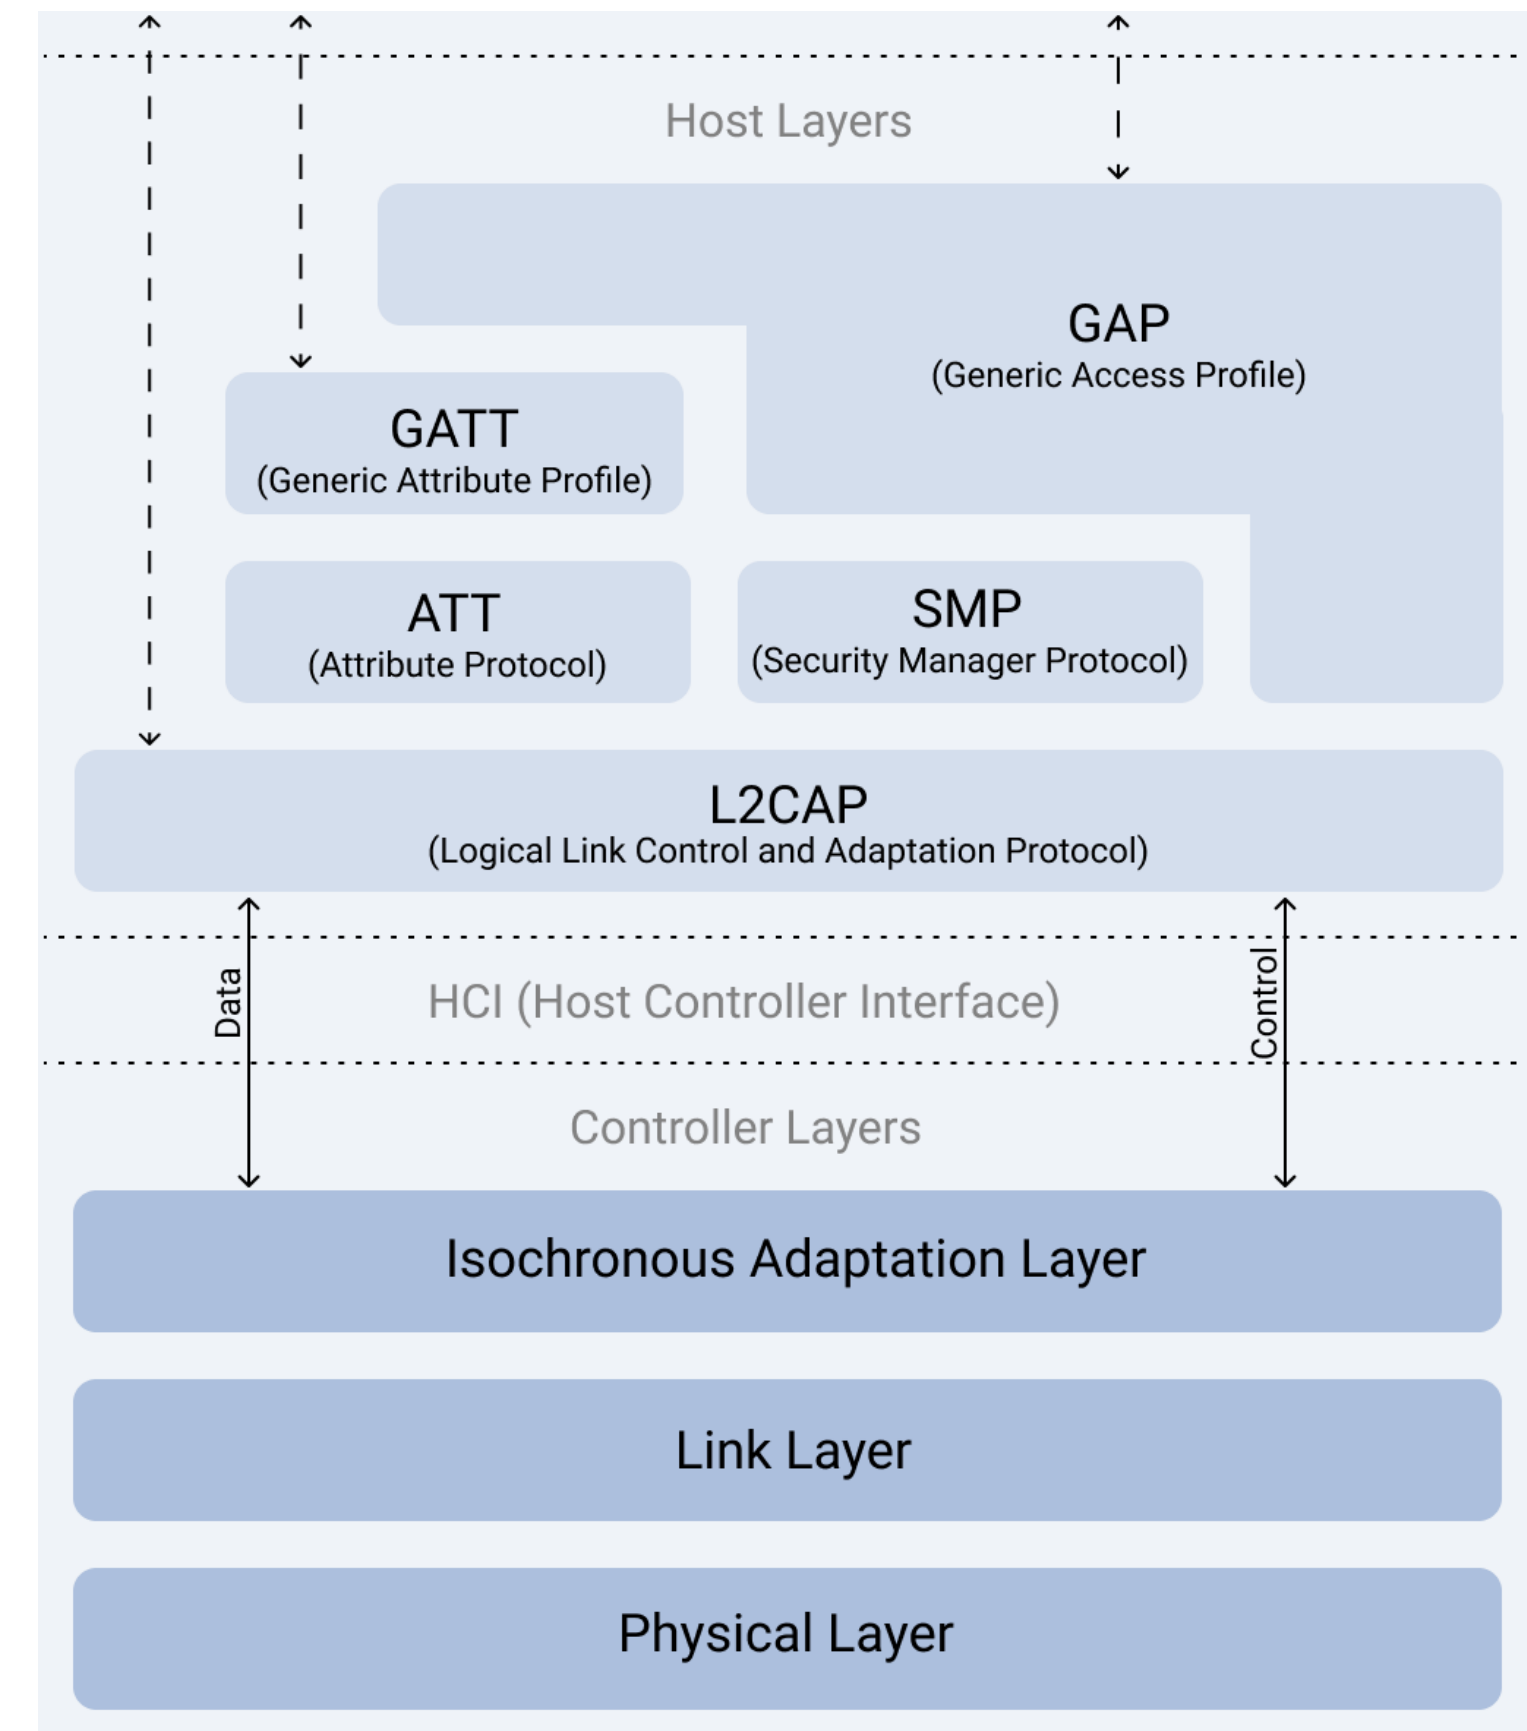 Host Layers
GAP
(Generic Access Profile)
GATT
(Generic Attribute Profile)
ATT
(Attribute Protocol)
SMP
(Security Manager Protocol)
L2CAP
(Logical Link Control and Adaptation Protocol)
Data
HCI (Host Controller Interface)
Control
Controller Layers
Isochronous Adaptation Layer
Link Layer
Physical Layer